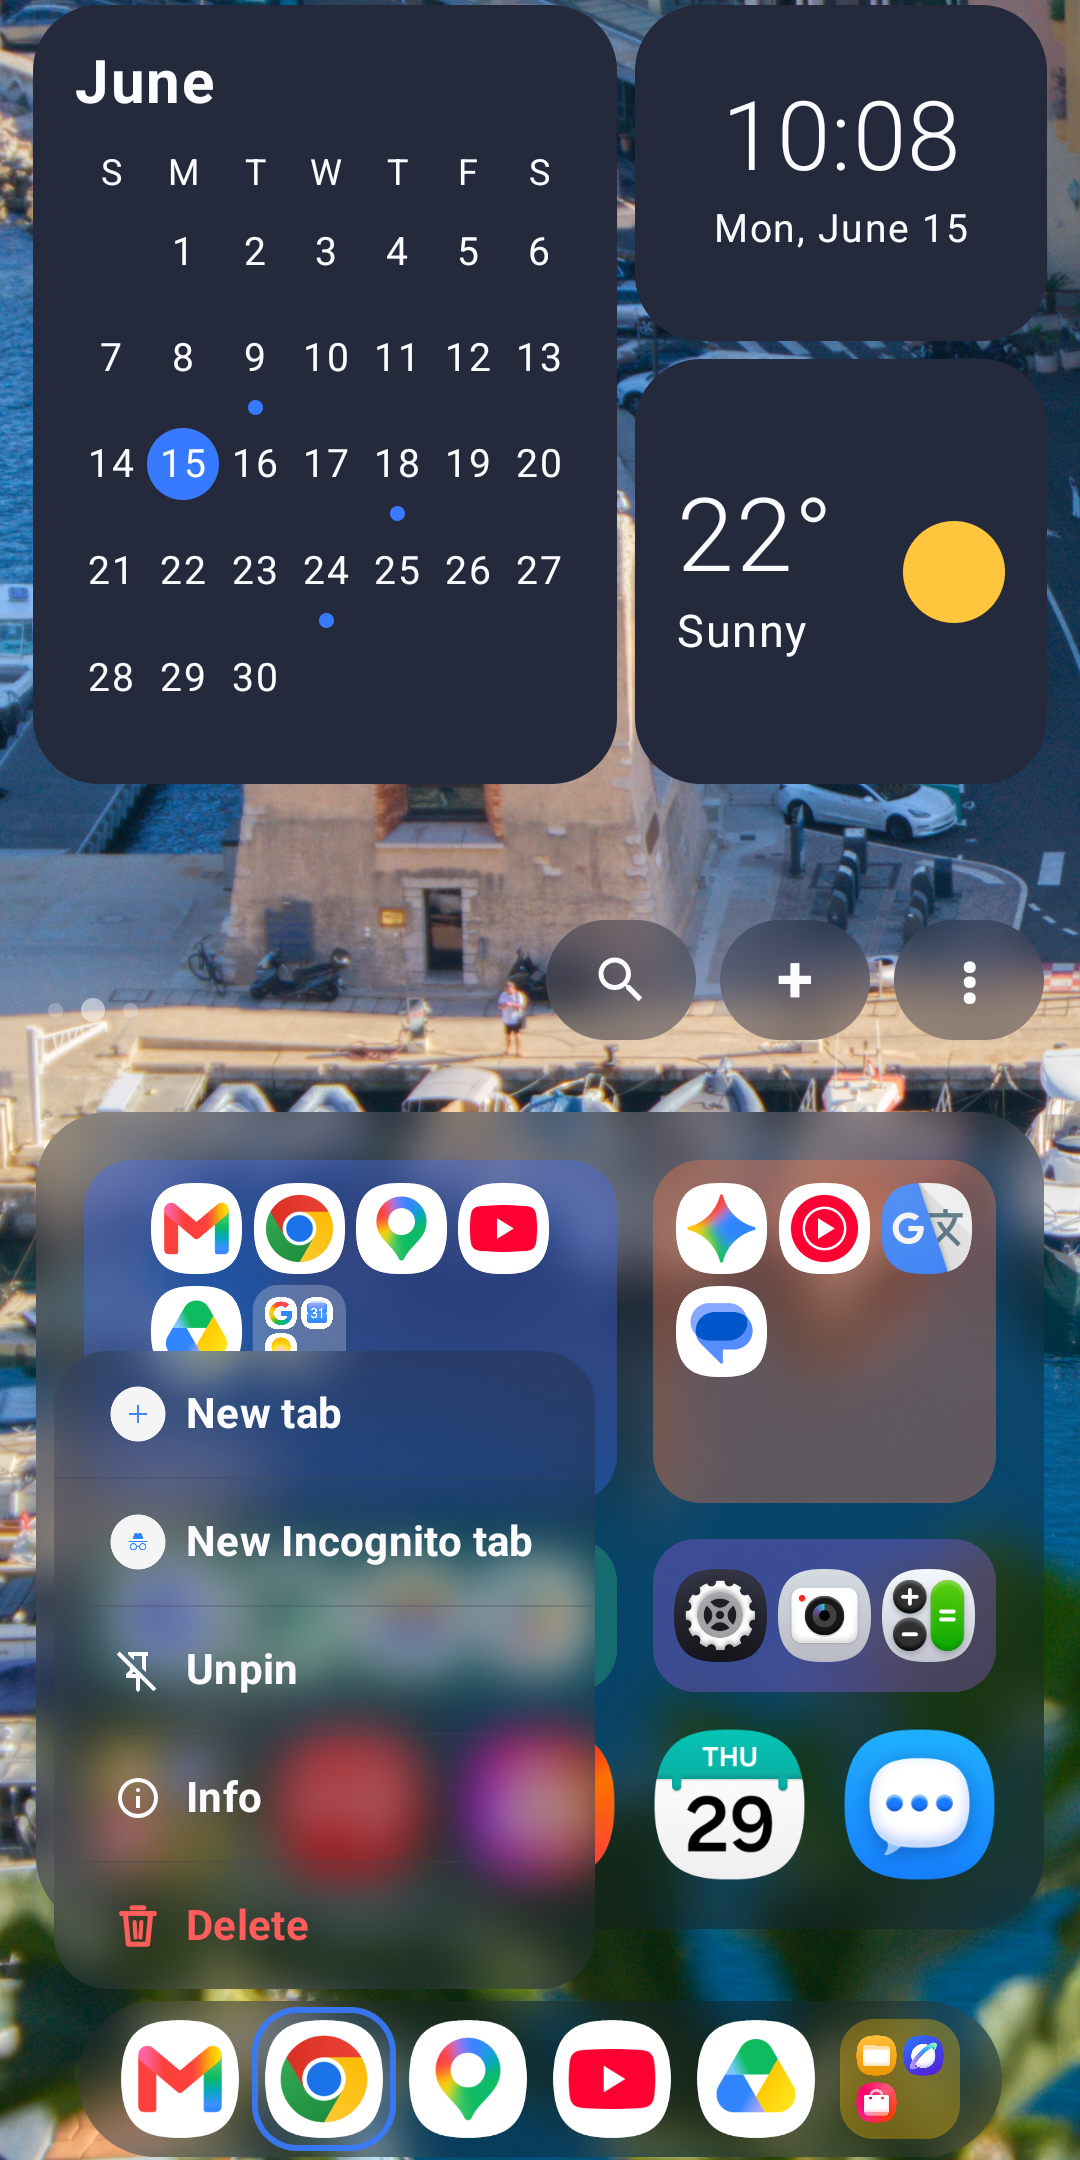 June
S M T W T F S
1 2 3 4 5 6
7 8 9 10 11 12 13
14 15 16 17 18 19 20
21 22 23 24 25 26 27
28 29 30
10:08
Mon, June 15
22°
Sunny
G 文
G 31
New tab
New Incognito tab
Unpin
Info
Delete
THU
29